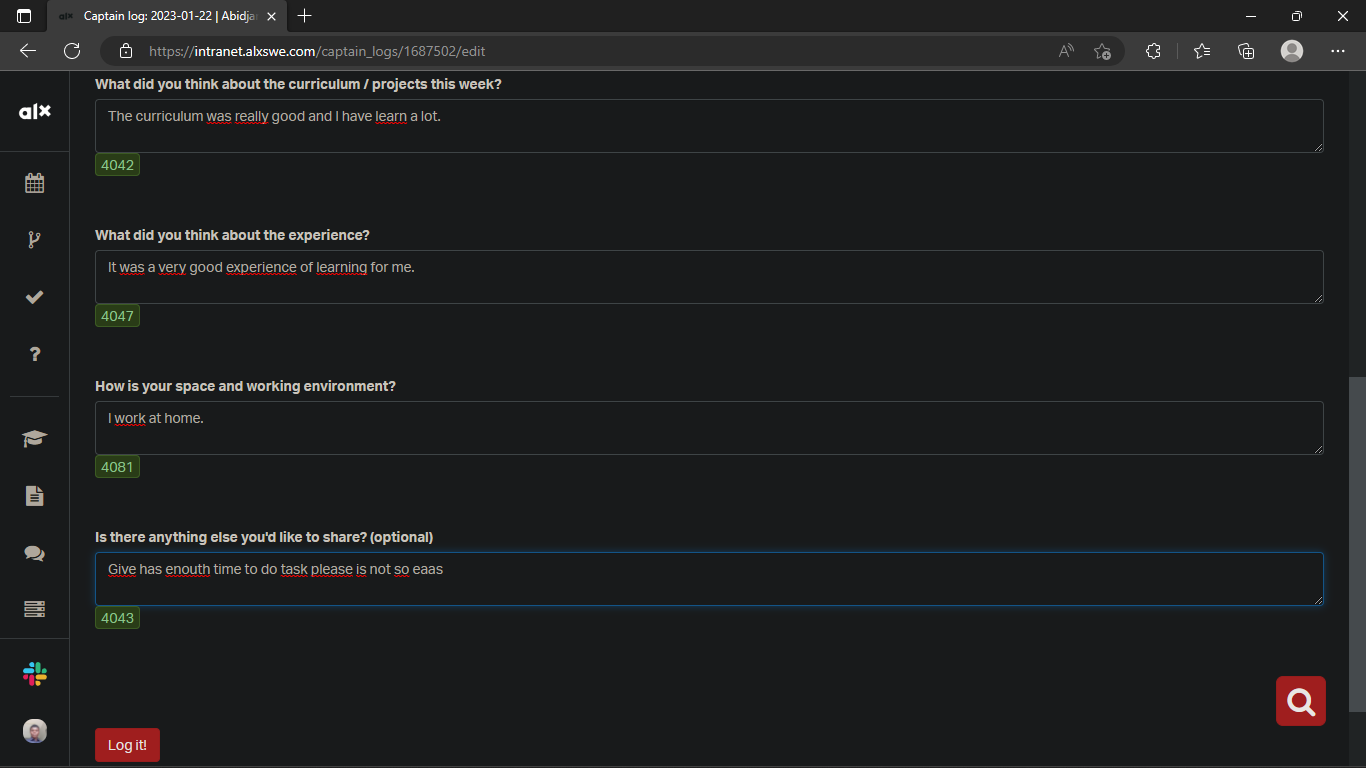 alx Captain log: 2023-01-22 | Abidja
https://intranet.alxswe.com/captain_logs/1687502/edit
alx
What did you think about the curriculum / projects this week?
The curriculum was really good and I have learn a lot.
4042
What did you think about the experience?
It was a very good experience of learning for me.
4047
How is your space and working environment?
I work at home.
4081
Is there anything else you'd like to share? (optional)
Give has enouth time to do task please is not so eaas
4043
Log it!